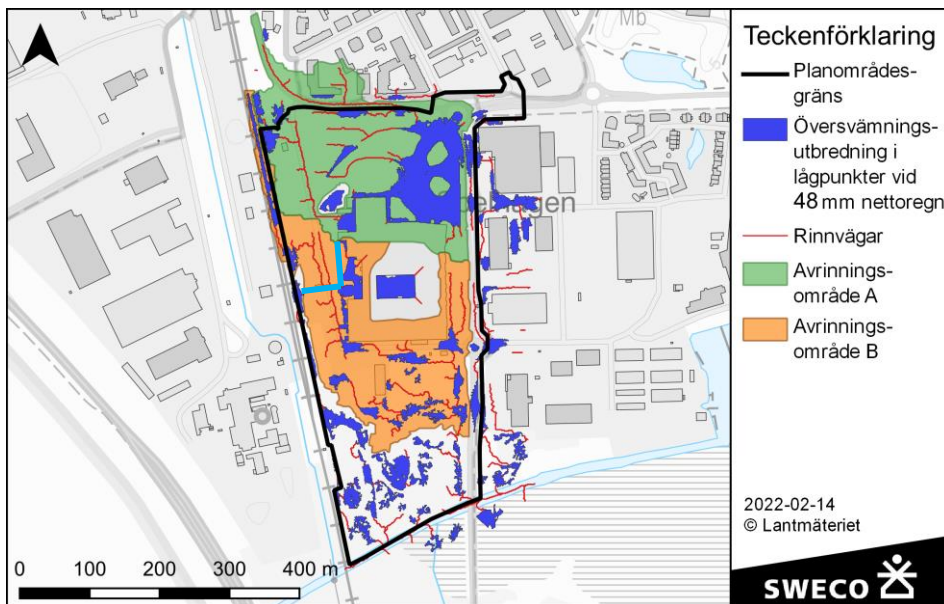 Mb
Teckenförklaring
Planområdes-
gräns
Översvämnings-
utbredning i
lågpunkter vid
48 mm nettoregn
Rinnvägar
Avrinnings-
område A
Avrinnings-
område B
2022-02-14
© Lantmäteriet
0 100 200 300 400 m
SWECO